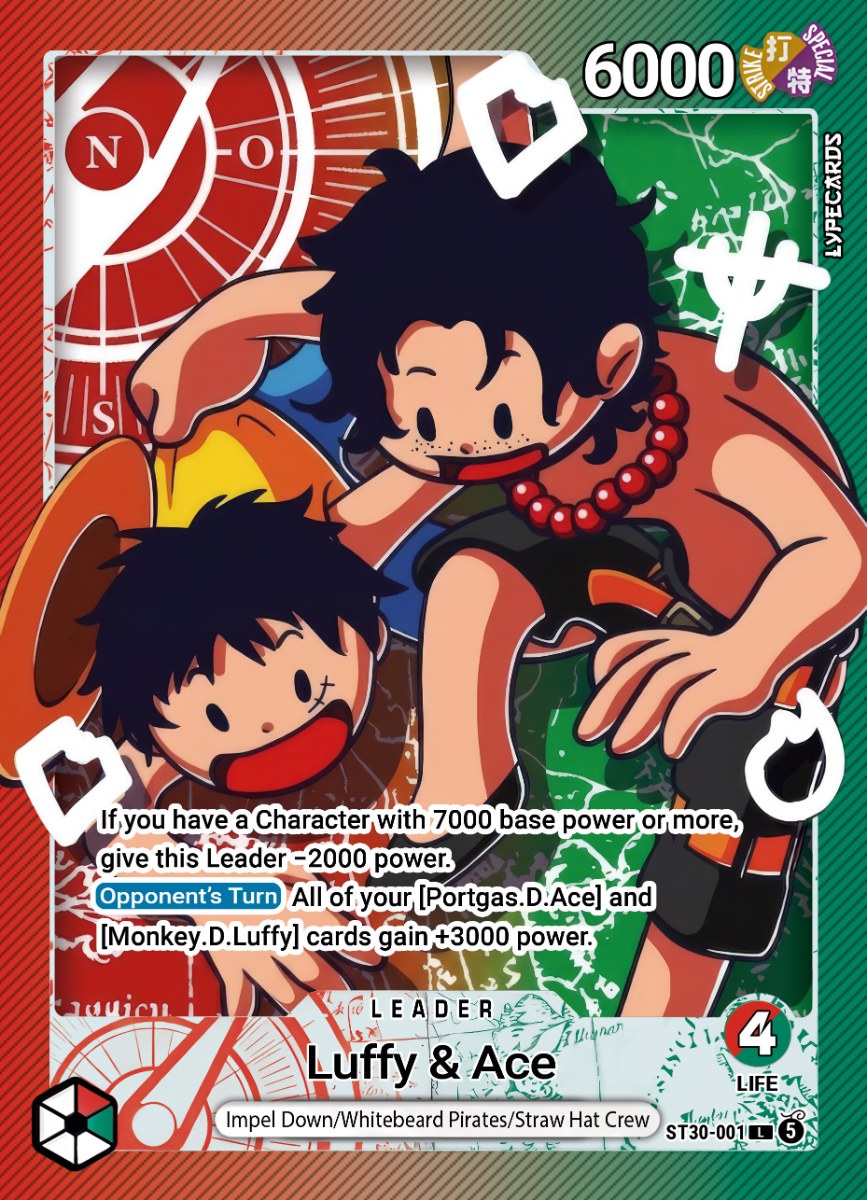 6000
STRIKE 打 特 SPECIAL
LYPECARDS
N
O
S
If you have a Character with 7000 base power or more,
give this Leader −2000 power.
Opponent's Turn All of your [Portgas.D.Ace] and
[Monkey.D.Luffy] cards gain +3000 power.
LEADER
Luffy & Ace
4
LIFE
Impel Down/Whitebeard Pirates/Straw Hat Crew
ST30-001 L 5